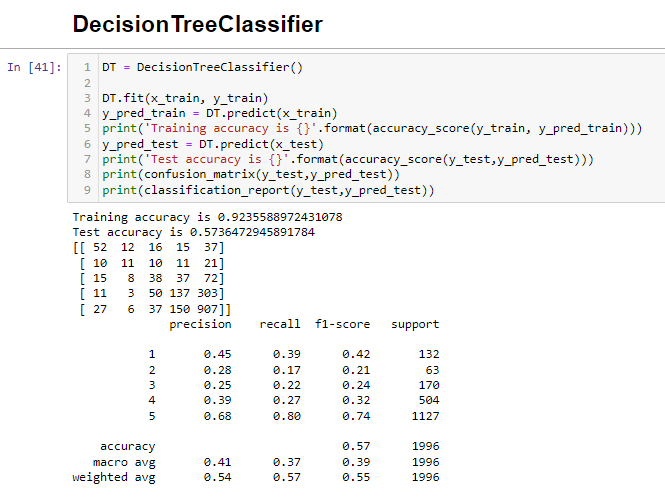 DecisionTreeClassifier
In [41]:
1 DT = DecisionTreeClassifier()
2
3 DT.fit(x_train, y_train)
4 y_pred_train = DT.predict(x_train)
5 print('Training accuracy is {}'.format(accuracy_score(y_train, y_pred_train)))
6 y_pred_test = DT.predict(x_test)
7 print('Test accuracy is {}'.format(accuracy_score(y_test,y_pred_test)))
8 print(confusion_matrix(y_test,y_pred_test))
9 print(classification_report(y_test,y_pred_test))
Training accuracy is 0.9235588972431078
Test accuracy is 0.5736472945891784
[[ 52  12  16  15  37]
 [ 10  11  10  11  21]
 [ 15   8  38  37  72]
 [ 11   3  50 137 303]
 [ 27   6  37 150 907]]
              precision    recall  f1-score   support

           1       0.45      0.39      0.42       132
           2       0.28      0.17      0.21        63
           3       0.25      0.22      0.24       170
           4       0.39      0.27      0.32       504
           5       0.68      0.80      0.74      1127

    accuracy                           0.57      1996
   macro avg       0.41      0.37      0.39      1996
weighted avg       0.54      0.57      0.55      1996